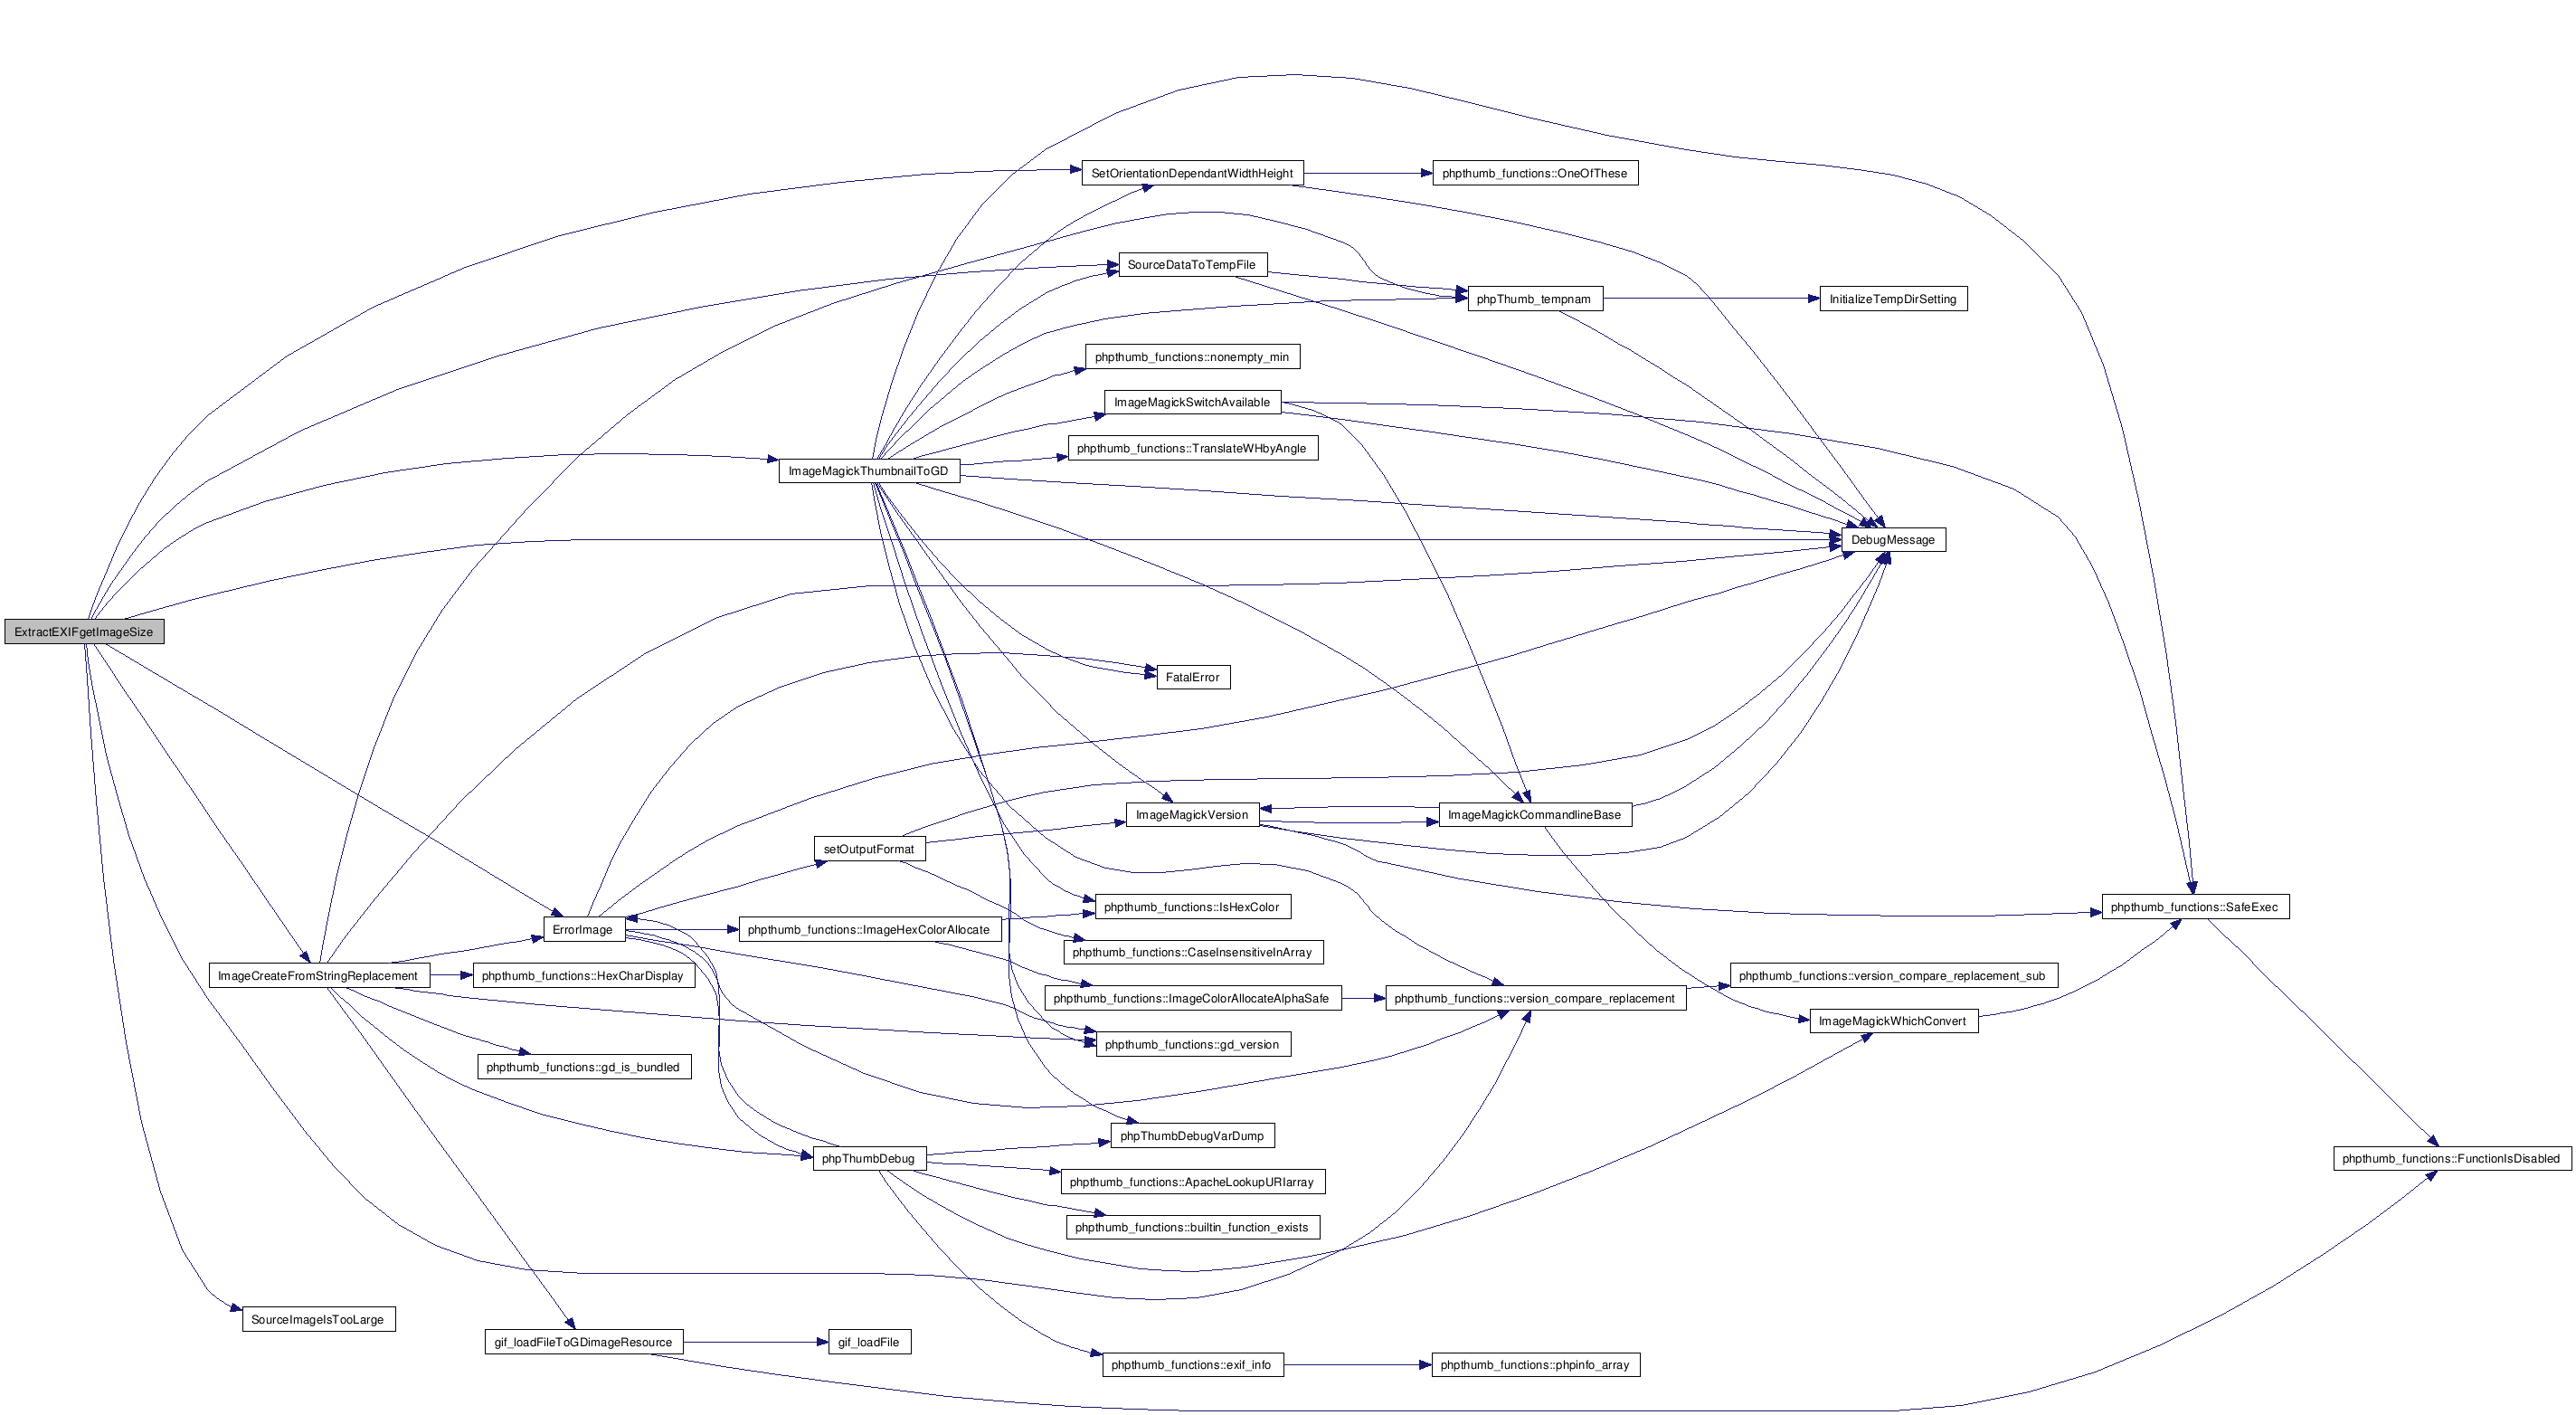 SetOrientationDependantWidthHeight
phpthumb_functions::OneOfThese
SourceDataToTempFile
phpThumb_tempnam
InitializeTempDirSetting
phpthumb_functions::nonempty_min
ImageMagickSwitchAvailable
phpthumb_functions::TranslateWHbyAngle
ImageMagickThumbnailToGD
DebugMessage
ExtractEXIFgetImageSize
FatalError
ImageMagickVersion
ImageMagickCommandlineBase
setOutputFormat
phpthumb_functions::IsHexColor
phpthumb_functions::SafeExec
ErrorImage
phpthumb_functions::ImageHexColorAllocate
phpthumb_functions::CaseInsensitiveInArray
ImageCreateFromStringReplacement
phpthumb_functions::HexCharDisplay
phpthumb_functions::version_compare_replacement_sub
phpthumb_functions::ImageColorAllocateAlphaSafe
phpthumb_functions::version_compare_replacement
ImageMagickWhichConvert
phpthumb_functions::gd_version
phpthumb_functions::gd_is_bundled
phpThumbDebugVarDump
phpThumbDebug
phpthumb_functions::FunctionIsDisabled
phpthumb_functions::ApacheLookupURIarray
phpthumb_functions::builtin_function_exists
SourceImageIsTooLarge
gif_loadFileToGDimageResource
gif_loadFile
phpthumb_functions::exif_info
phpthumb_functions::phpinfo_array